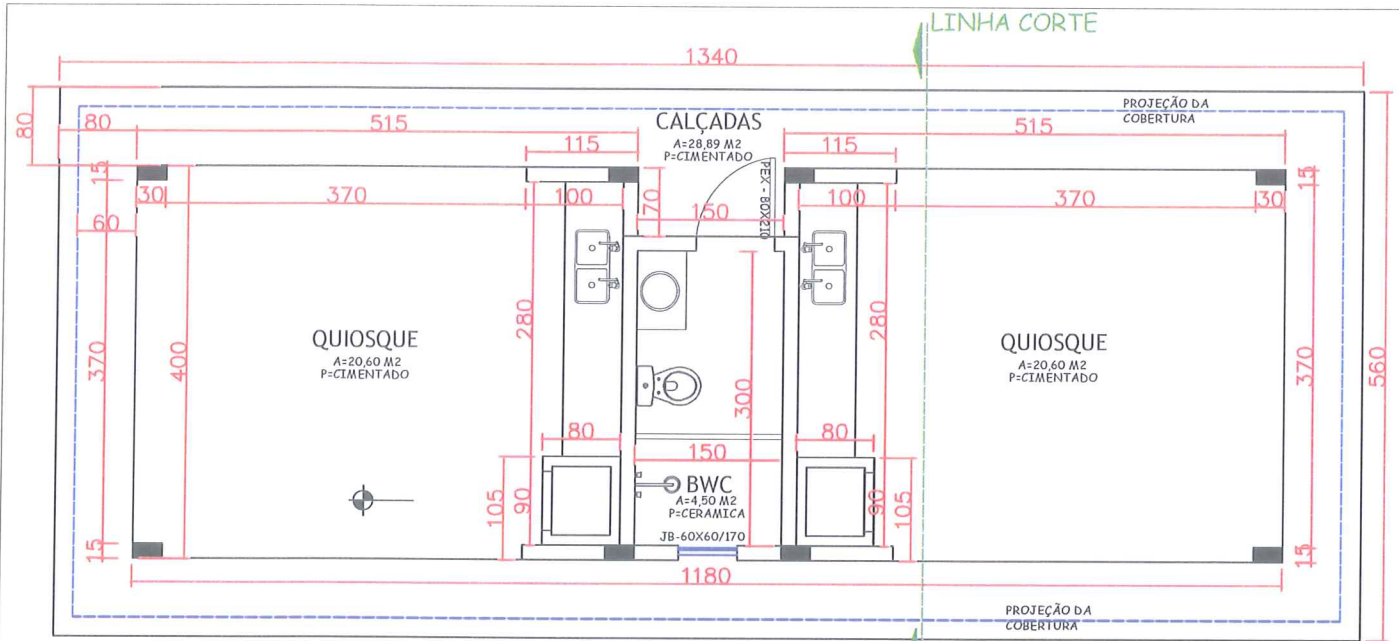 LINHA CORTE
1340
PROJEÇÃO DA
COBERTURA
80
80
515
CALÇADAS
A=28,89 M2
P=CIMENTADO
515
115
115
15
30
370
100
70
150
PEX - 80X210
100
370
30
15
60
280
280
QUIOSQUE
A=20,60 M2
P=CIMENTADO
QUIOSQUE
A=20,60 M2
P=CIMENTADO
370
400
300
370
560
80
150
80
BWC
A=4,50 M2
P=CERAMICA
105
90
90
105
JB-60X60/170
15
15
1180
PROJEÇÃO DA
COBERTURA